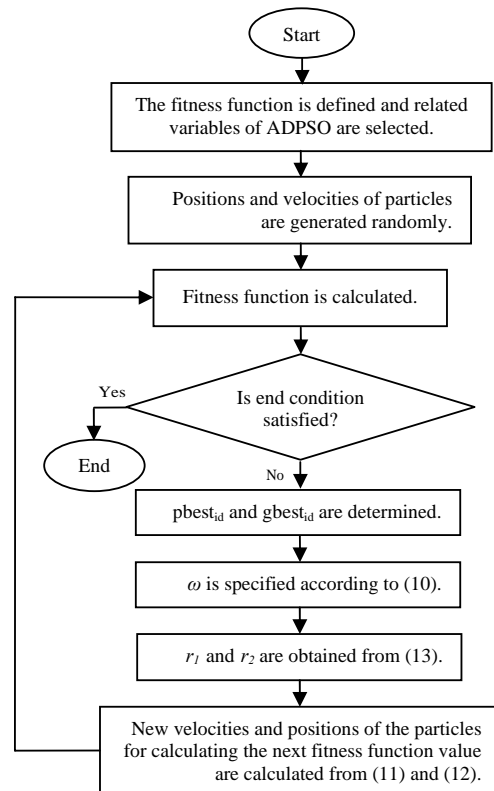 Start
The fitness function is defined and related
variables of ADPSO are selected.
Positions and velocities of particles
are generated randomly.
Fitness function is calculated.
Yes
Is end condition
satisfied?
End
No
pbest_id and gbest_id are determined.
ω is specified according to (10).
r1 and r2 are obtained from (13).
New velocities and positions of the particles
for calculating the next fitness function value
are calculated from (11) and (12).